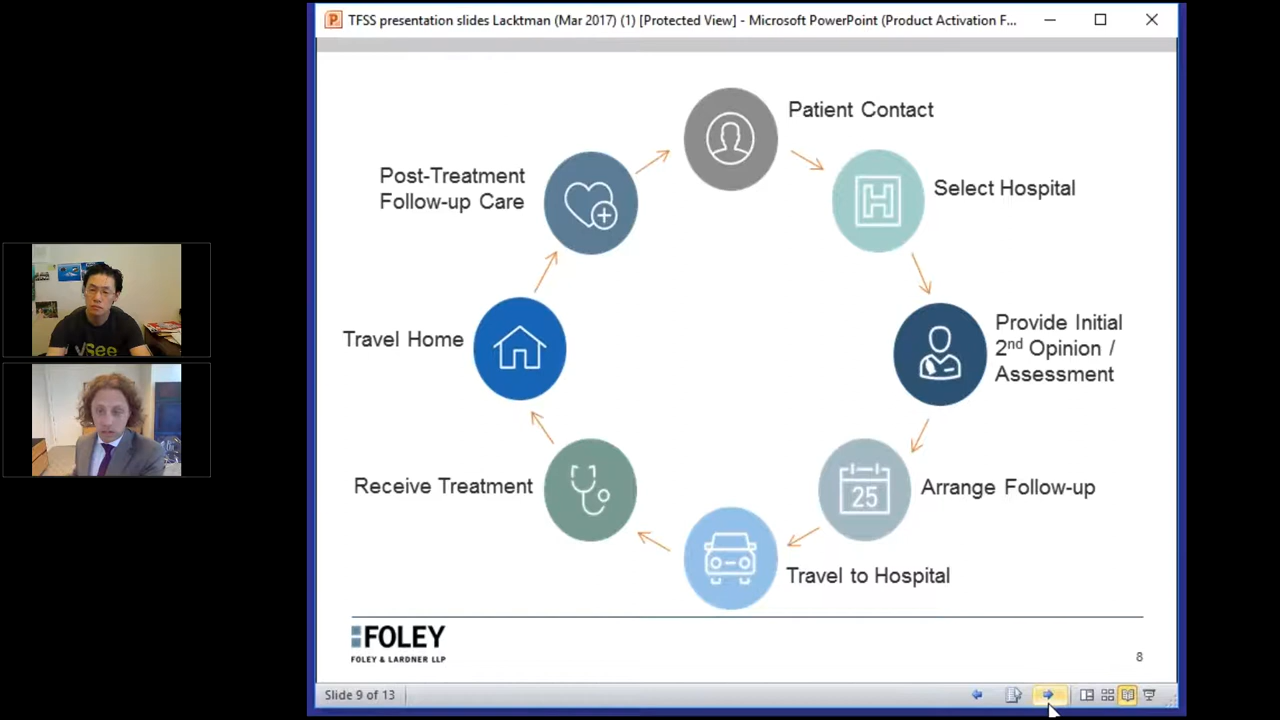 TFSS presentation slides Lacktman (Mar 2017) (1) [Protected View] - Microsoft PowerPoint (Product Activation F...
Patient Contact
Select Hospital
Provide Initial
2nd Opinion /
Assessment
Arrange Follow-up
25
Travel to Hospital
Receive Treatment
Travel Home
Post-Treatment
Follow-up Care
H
FOLEY
FOLEY & LARDNER LLP
8
Slide 9 of 13
VSee